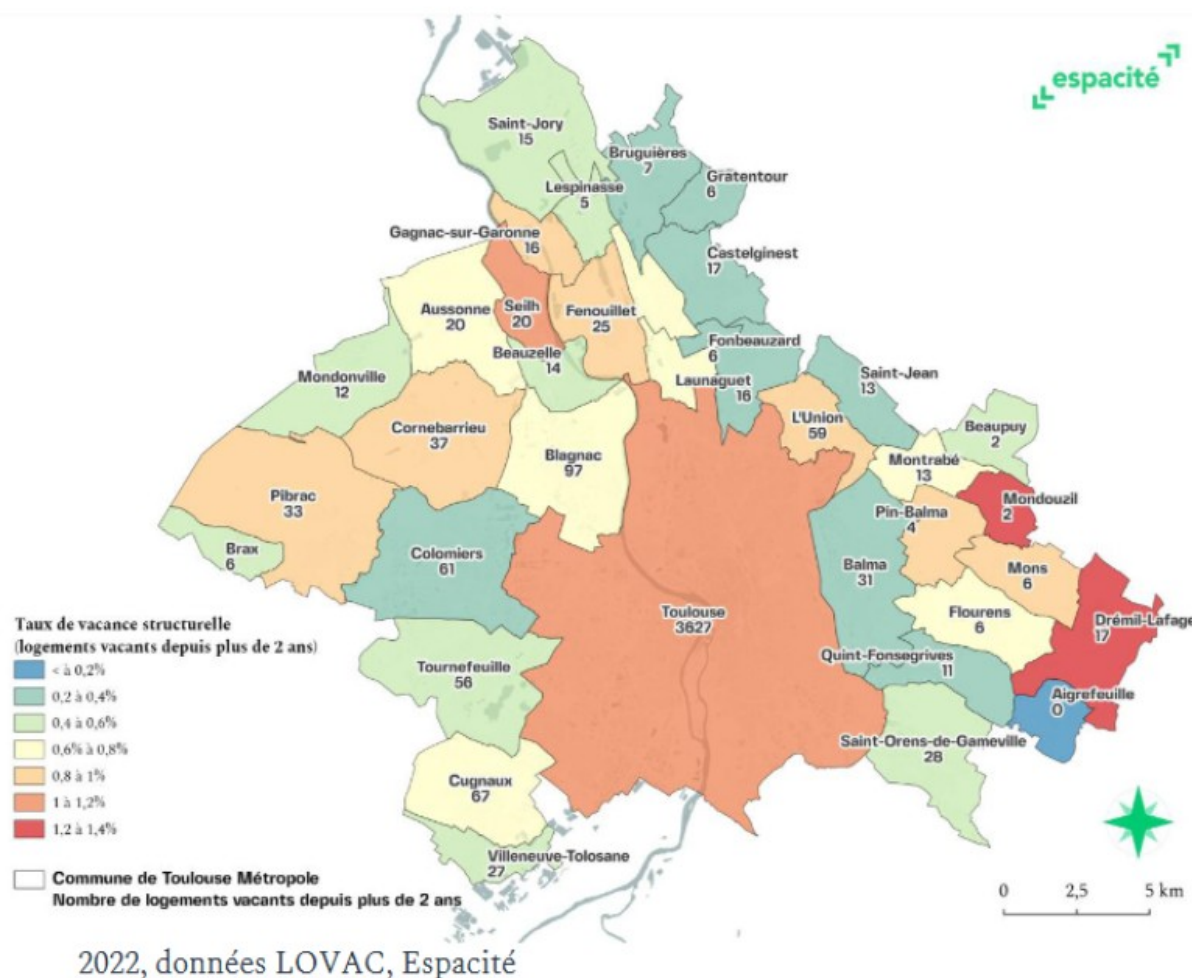 espacité
Saint-Jory
15
Bruguières
7
Gratentour
6
Lespinasse
5
Gagnac-sur-Garonne
16
Castelginest
17
Aussonne
20
Seilh
20
Fenouillet
25
Fonbeauzard
6
Beauzelle
14
Launaguet
16
Saint-Jean
13
Mondonville
12
L'Union
59
Beaupuy
2
Cornebarrieu
37
Blagnac
97
Montrabé
13
Mondouzil
2
Pibrac
33
Pin-Balma
4
Brax
6
Colomiers
61
Balma
31
Mons
6
Toulouse
3627
Flourens
6
Drémil-Lafage
17
Tournefeuille
56
Quint-Fonsegrives
11
Aigrefeuille
0
Saint-Orens-de-Gameville
28
Cugnaux
67
Villeneuve-Tolosane
27
Taux de vacance structurelle
(logements vacants depuis plus de 2 ans)
< à 0,2%
0,2 à 0,4%
0,4 à 0,6%
0,6% à 0,8%
0,8 à 1%
1 à 1,2%
1,2 à 1,4%
Commune de Toulouse Métropole
Nombre de logements vacants depuis plus de 2 ans
0 2,5 5 km
2022, données LOVAC, Espacité